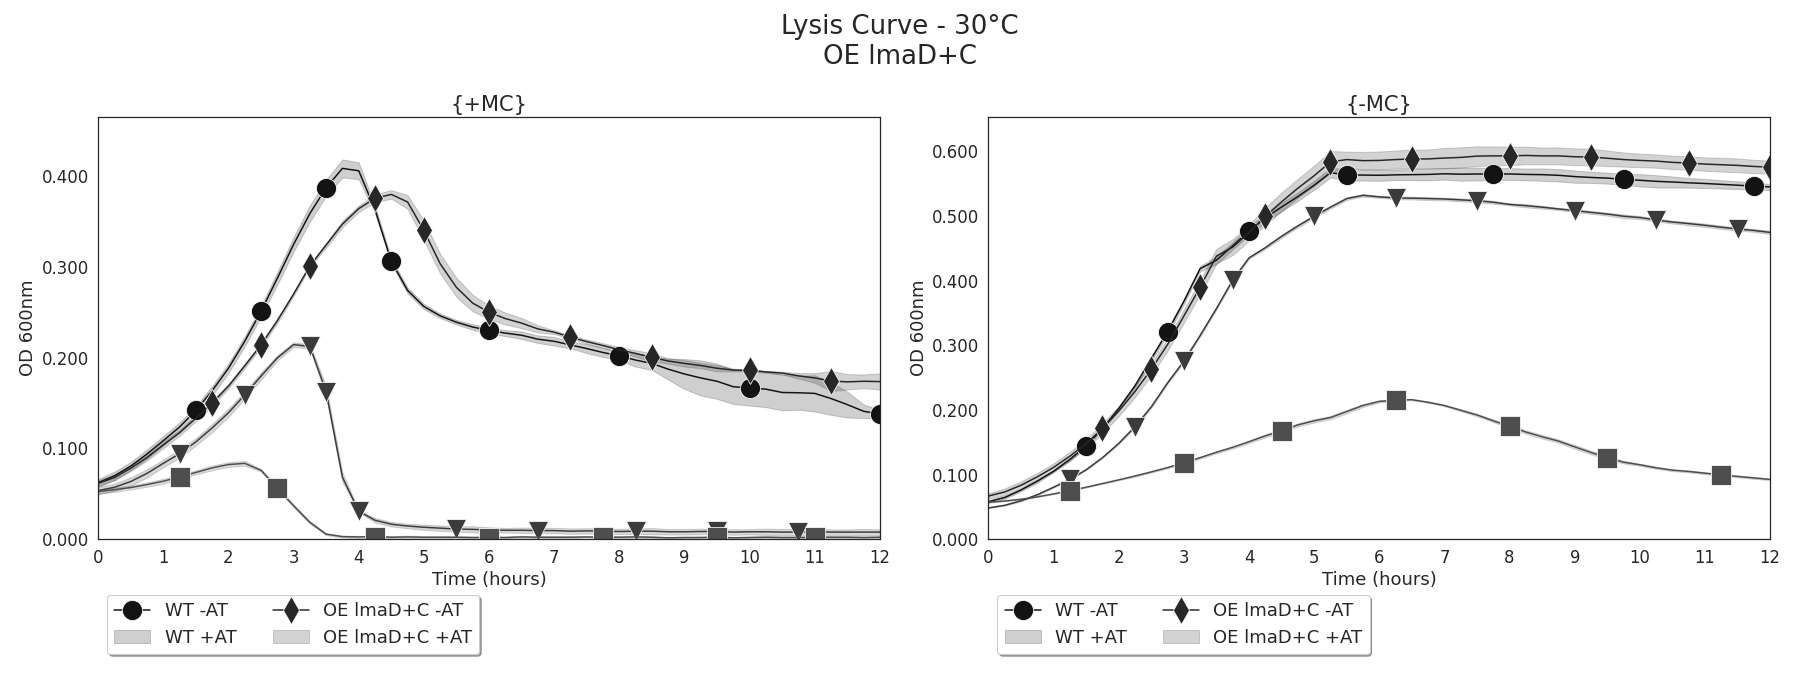 Lysis Curve - 30°C
OE lmaD+C
{+MC}
OD 600nm
0.400
0.300
0.200
0.100
0.000
0 1 2 3 4 5 6 7 8 9 10 11 12
Time (hours)
WT -AT OE lmaD+C -AT
WT +AT OE lmaD+C +AT
{-MC}
OD 600nm
0.600
0.500
0.400
0.300
0.200
0.100
0.000
0 1 2 3 4 5 6 7 8 9 10 11 12
Time (hours)
WT -AT OE lmaD+C -AT
WT +AT OE lmaD+C +AT